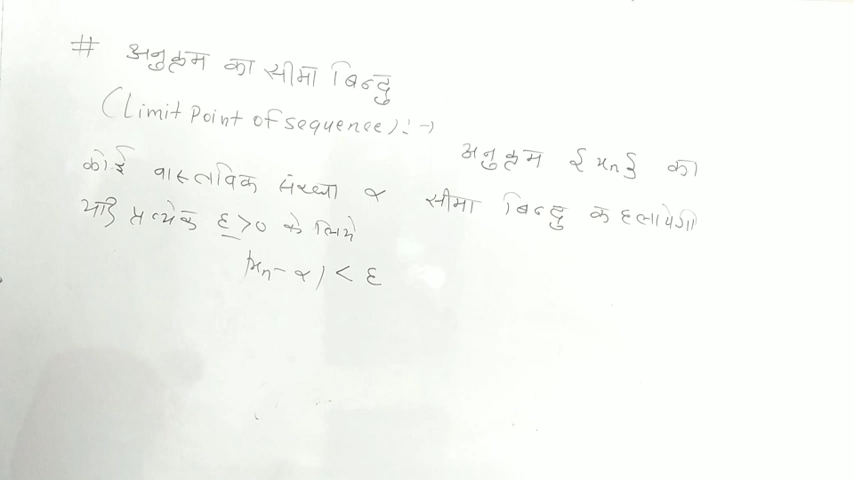 # अनुक्रम का सीमा बिन्दु
(Limit Point of sequence) :→
अनुक्रम {xn} का
कोई वास्तविक संख्या α सीमा बिन्दु कहलायेगी
यदि प्रत्येक ε>0 के लिये
|xn-α|<ε